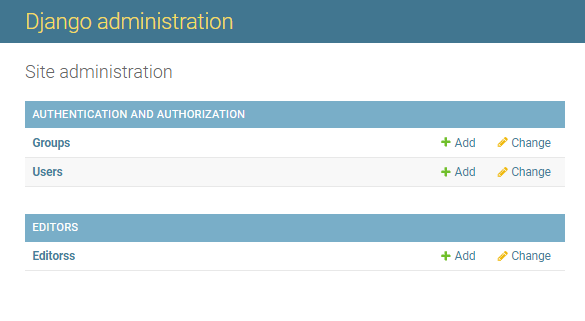 Django administration
Site administration
AUTHENTICATION AND AUTHORIZATION
Groups Add Change
Users Add Change
EDITORS
Editorss Add Change